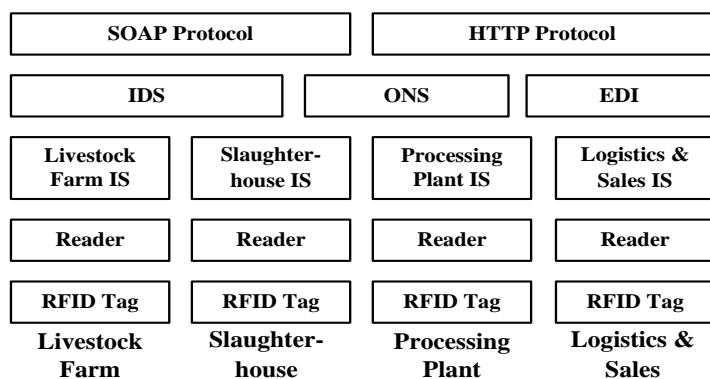 SOAP Protocol
HTTP Protocol
IDS
ONS
EDI
Livestock
Farm IS
Slaughter-
house IS
Processing
Plant IS
Logistics &
Sales IS
Reader
Reader
Reader
Reader
RFID Tag
RFID Tag
RFID Tag
RFID Tag
Livestock
Farm
Slaughter-
house
Processing
Plant
Logistics &
Sales